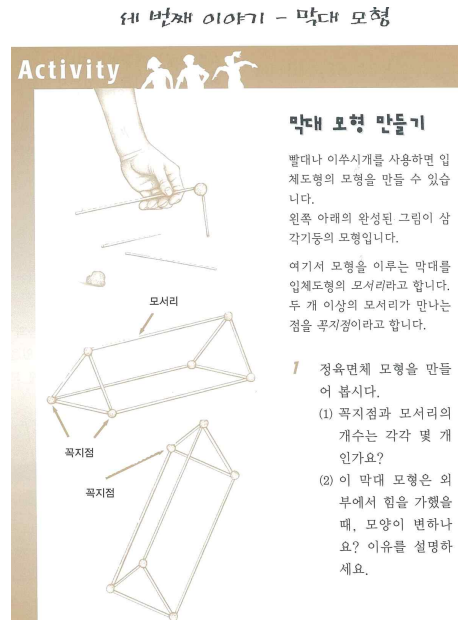 세 번째 이야기 - 막대 모형
Activity
막대 모형 만들기
빨대나 이쑤시개를 사용하면 입
체도형의 모형을 만들 수 있습
니다.
왼쪽 아래의 완성된 그림이 삼
각기둥의 모형입니다.
여기서 모형을 이루는 막대를
입체도형의 모서리라고 합니다.
두 개 이상의 모서리가 만나는
점을 꼭지점이라고 합니다.
모서리
꼭지점
꼭지점
1 정육면체 모형을 만들
어 봅시다.
(1) 꼭지점과 모서리의
개수는 각각 몇 개
인가요?
(2) 이 막대 모형은 외
부에서 힘을 가했을
때, 모양이 변하나
요? 이유를 설명하
세요.